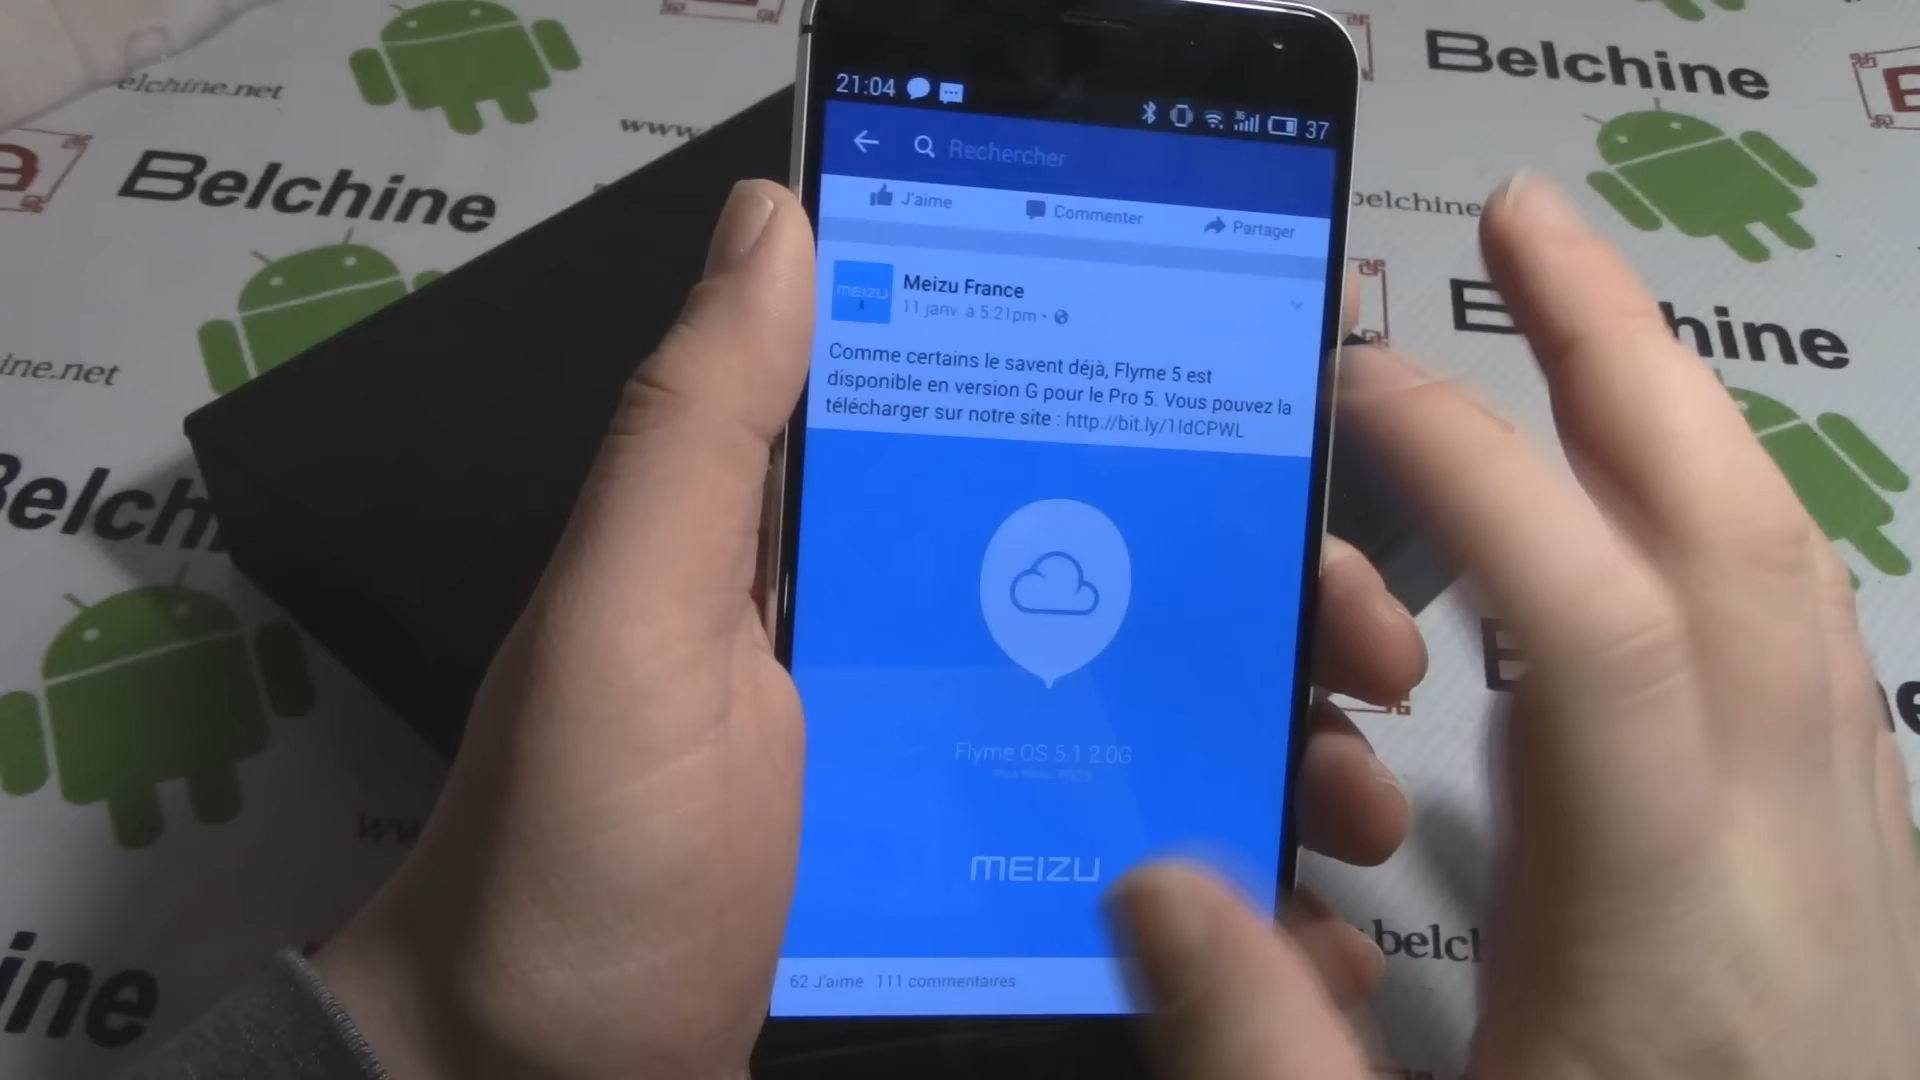 Belchine
elchine.net
www.
Belchine
belchine
Belchine
ine.net
21:04
37
Rechercher
J'aime
Commenter
Partager
MEIZU
Meizu France
11 janv. à 5:21pm
Comme certains le savent déjà, Flyme 5 est
disponible en version G pour le Pro 5. Vous pouvez la
télécharger sur notre site : http://bit.ly/1IdCPWL
Flyme OS 5.1.2.0G
MEIZU
62 J'aime 111 commentaires
Belch
belch
ine